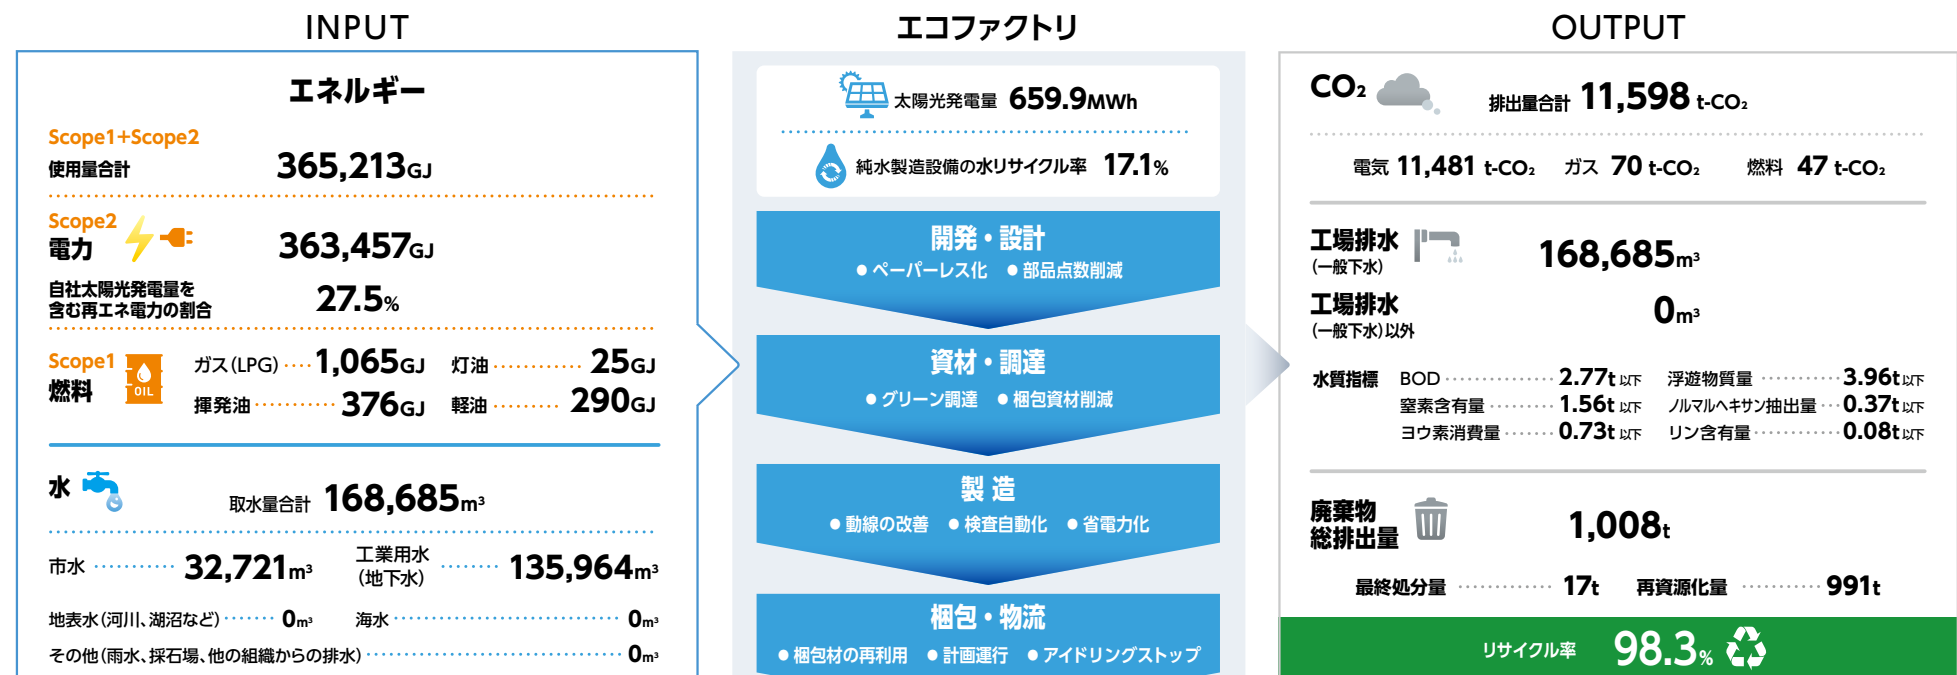 INPUT
エネルギー
Scope1+Scope2
使用量合計 365,213GJ
Scope2
電力 363,457GJ
自社太陽光発電量を
含む再エネ電力の割合 27.5%
Scope1
燃料
OIL
ガス(LPG) 1,065GJ 灯油 25GJ
揮発油 376GJ 軽油 290GJ
水 取水量合計 168,685m³
市水 32,721m³ 工業用水
(地下水) 135,964m³
地表水(河川、湖沼など) 0m³ 海水 0m³
その他(雨水、採石場、他の組織からの排水) 0m³
エコファクトリ
太陽光発電量 659.9MWh
純水製造設備の水リサイクル率 17.1%
開発・設計
●ペーパーレス化 ●部品点数削減
資材・調達
●グリーン調達 ●梱包資材削減
製造
●動線の改善 ●検査自動化 ●省電力化
梱包・物流
●梱包材の再利用 ●計画運行 ●アイドリングストップ
OUTPUT
CO₂ 排出量合計 11,598 t-CO₂
電気 11,481 t-CO₂ ガス 70 t-CO₂ 燃料 47 t-CO₂
工場排水
(一般下水) 168,685m³
工場排水
(一般下水)以外 0m³
水質指標 BOD 2.77t以下 浮遊物質量 3.96t以下
窒素含有量 1.56t以下 ノルマルヘキサン抽出量 0.37t以下
ヨウ素消費量 0.73t以下 リン含有量 0.08t以下
廃棄物
総排出量 1,008t
最終処分量 17t 再資源化量 991t
リサイクル率 98.3%